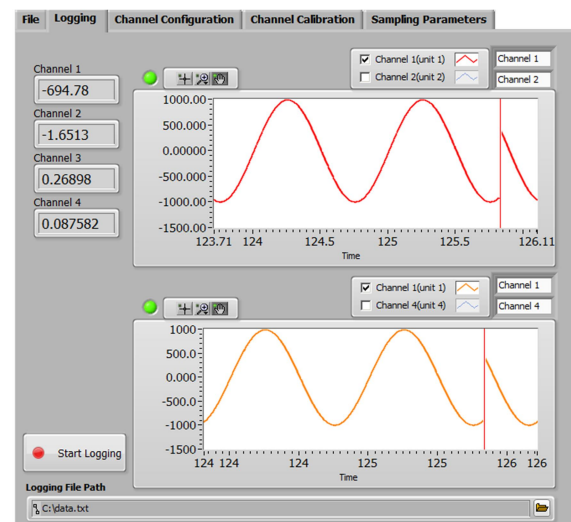 File Logging Channel Configuration Channel Calibration Sampling Parameters
Channel 1
-694.78
Channel 2
-1.6513
Channel 3
0.26898
Channel 4
0.087582
Channel 1(unit 1) Channel 1
Channel 2(unit 2) Channel 2
1000.00
500.000
0.00000
-500.000
-1000.00
-1500.00
123.71 124 124.5 125 125.5 126.11
Time
Channel 1(unit 1) Channel 1
Channel 4(unit 4) Channel 4
1000
500.0
0.000
-500.0
-1000
-1500
124 124 124 125 125 126 126
Time
Start Logging
Logging File Path
C:\data.txt